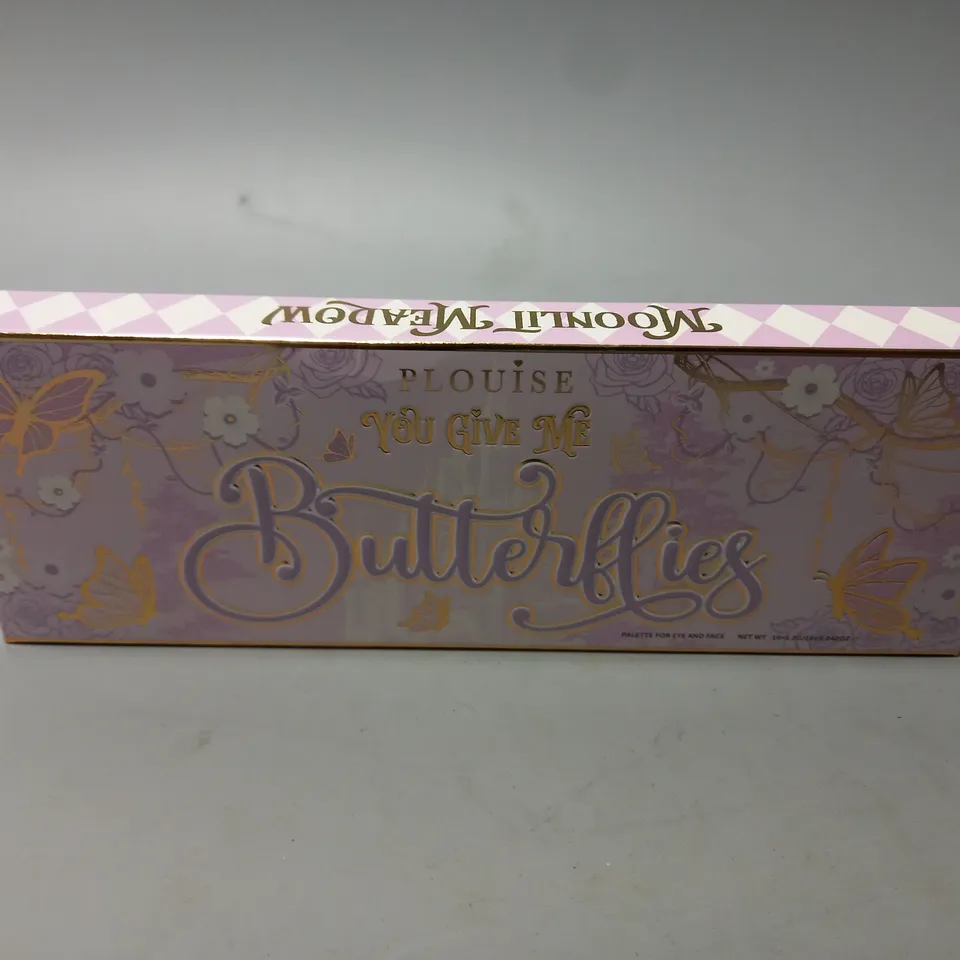 MOONLIT MEADOW
PLOUISE
YOU GIVE ME
Butterflies
PALETTE FOR EYE AND FACE NET WT